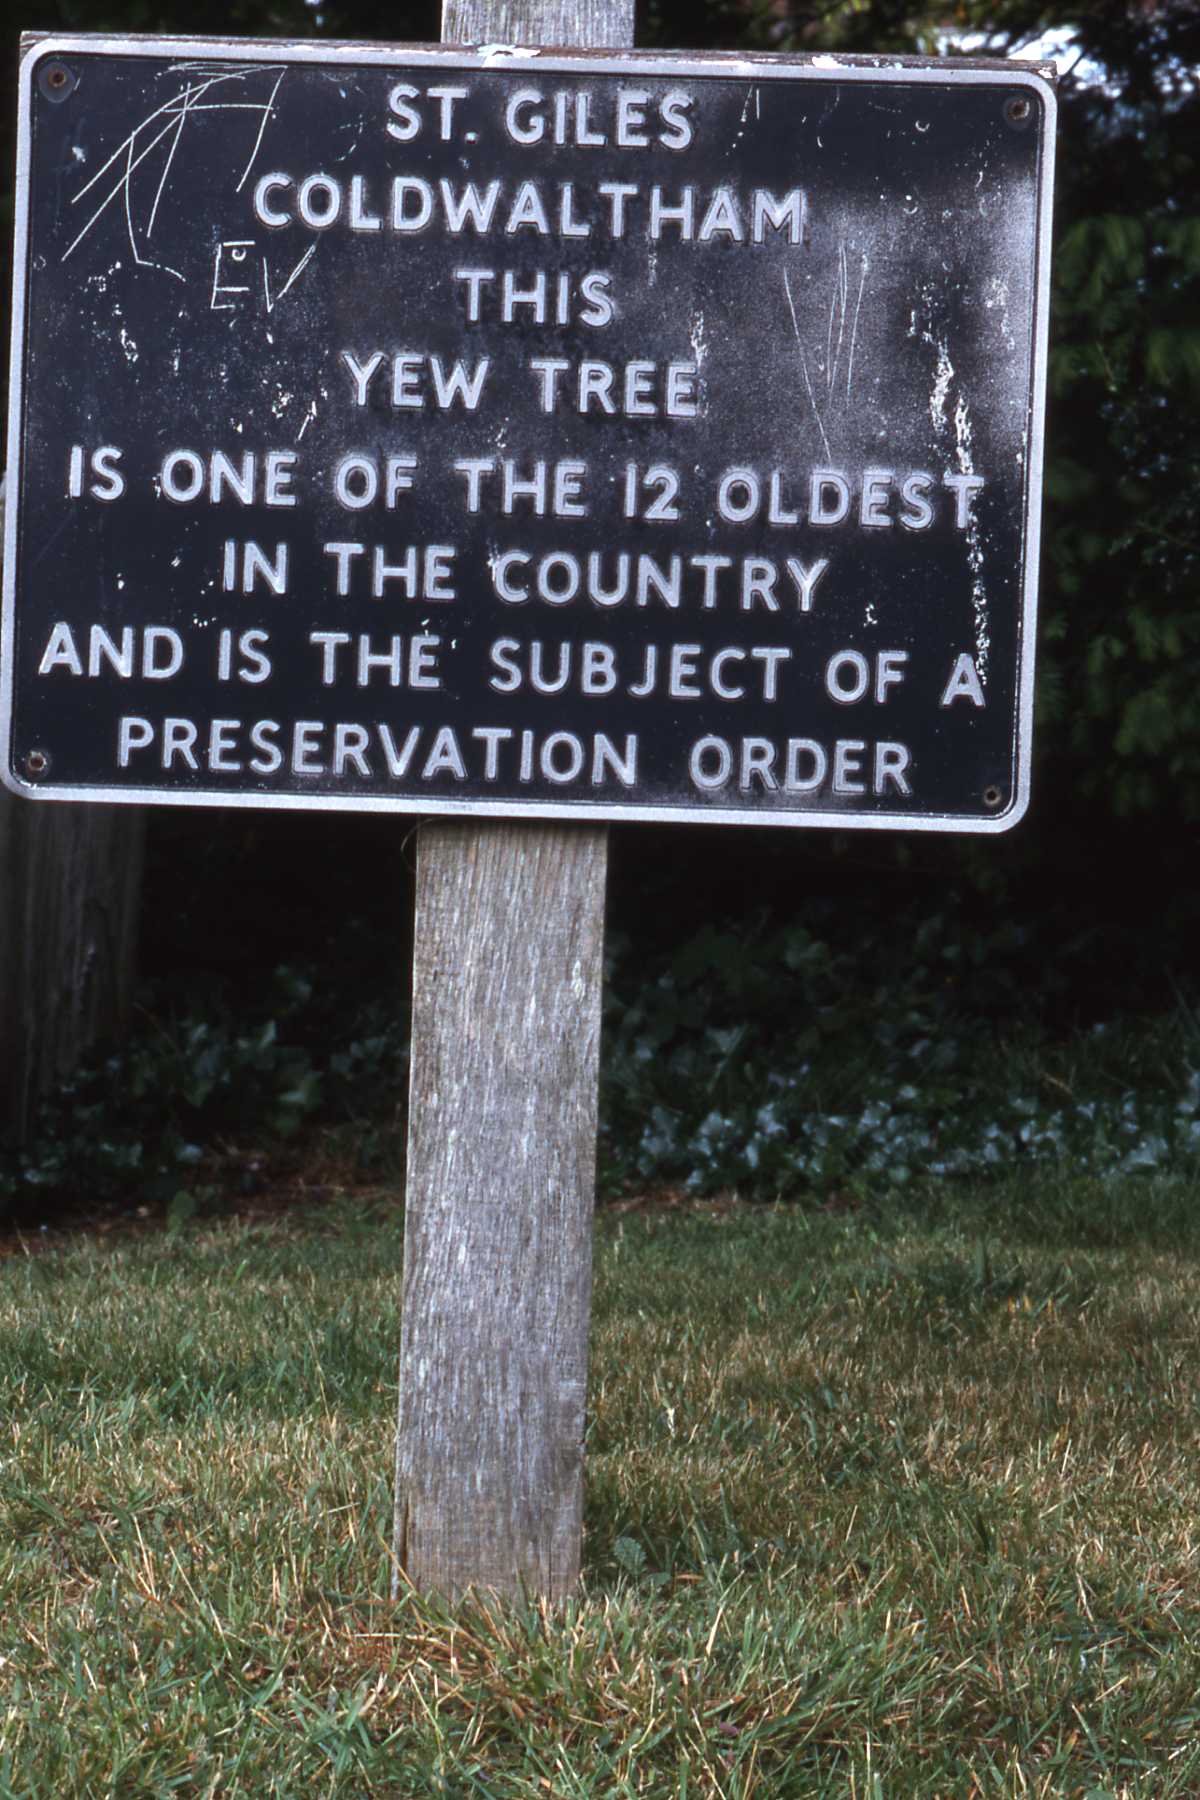 ST. GILES
COLDWALTHAM
THIS
YEW TREE
IS ONE OF THE 12 OLDEST
IN THE COUNTRY
AND IS THE SUBJECT OF A
PRESERVATION ORDER